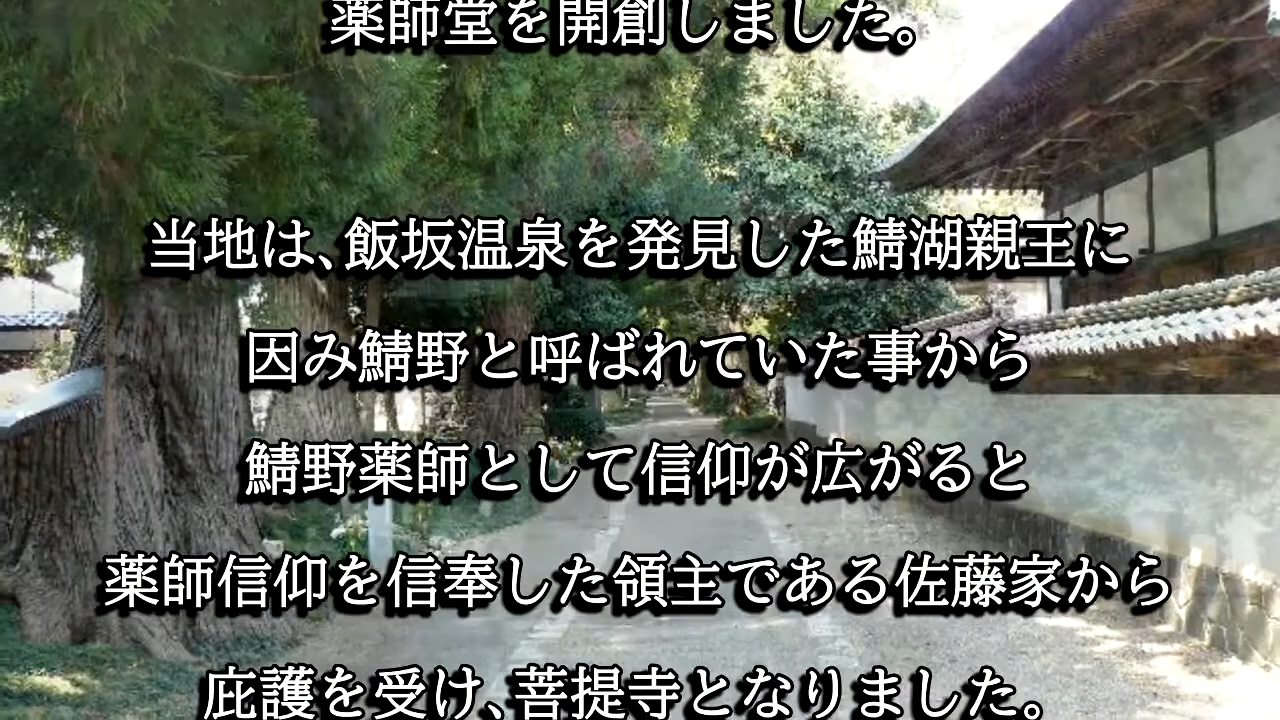 薬師堂を開創しました。
当地は、飯坂温泉を発見した鯖湖親王に
因み鯖野と呼ばれていた事から
鯖野薬師として信仰が広がると
薬師信仰を信奉した領主である佐藤家から
庇護を受け、菩提寺となりました。